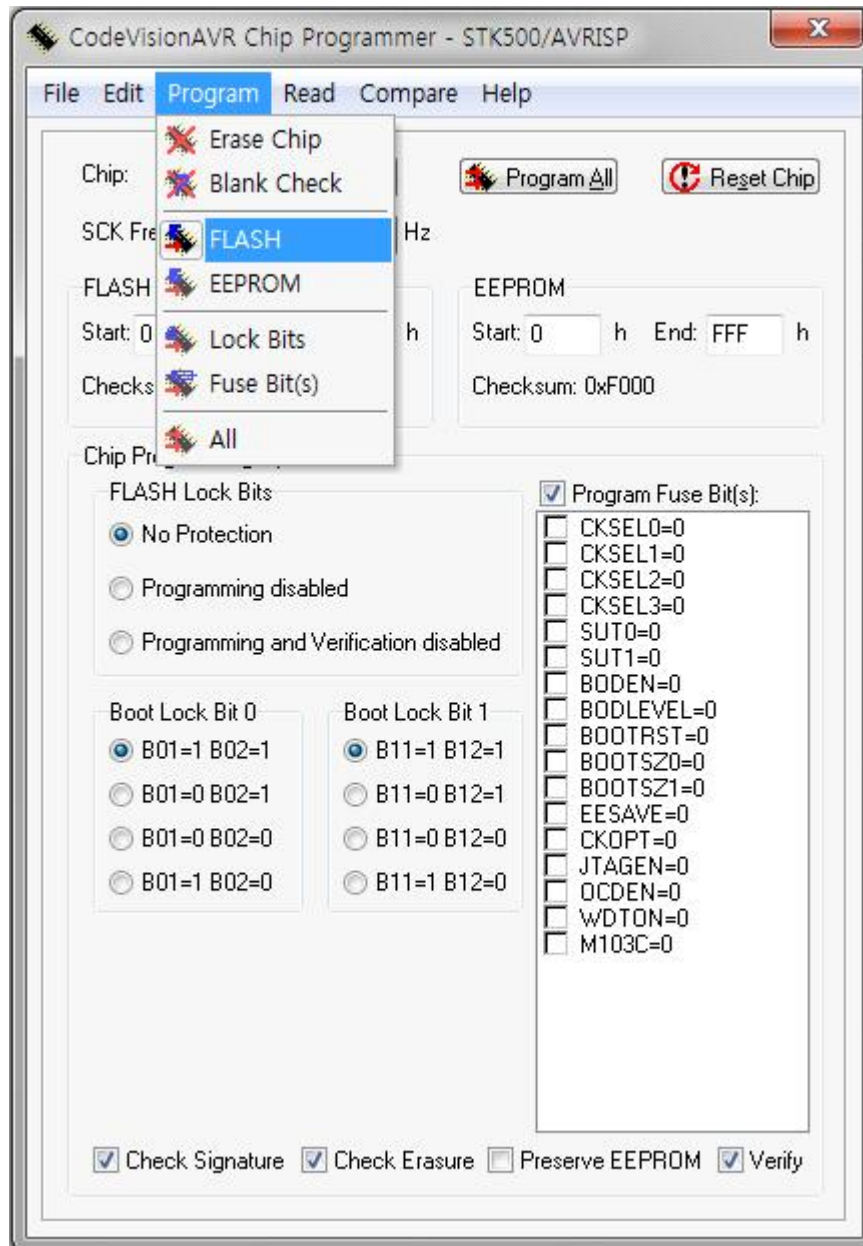 CodeVisionAVR Chip Programmer - STK500/AVRISP
File Edit Program Read Compare Help
Erase Chip
Blank Check
FLASH
EEPROM
Lock Bits
Fuse Bit(s)
All
Chip: Program All Reset Chip
SCK Fre Hz
FLASH
Start: 0 h
Checks
EEPROM
Start: 0 h End: FFF h
Checksum: 0xF000
Chip Pr
FLASH Lock Bits
No Protection
Programming disabled
Programming and Verification disabled
Boot Lock Bit 0
B01=1 B02=1
B01=0 B02=1
B01=0 B02=0
B01=1 B02=0
Boot Lock Bit 1
B11=1 B12=1
B11=0 B12=1
B11=0 B12=0
B11=1 B12=0
Program Fuse Bit(s):
CKSEL0=0
CKSEL1=0
CKSEL2=0
CKSEL3=0
SUT0=0
SUT1=0
BODEN=0
BODLEVEL=0
BOOTRST=0
BOOTSZ0=0
BOOTSZ1=0
EESAVE=0
CKOPT=0
JTAGEN=0
OCDEN=0
WDTON=0
M103C=0
Check Signature Check Erasure Preserve EEPROM Verify